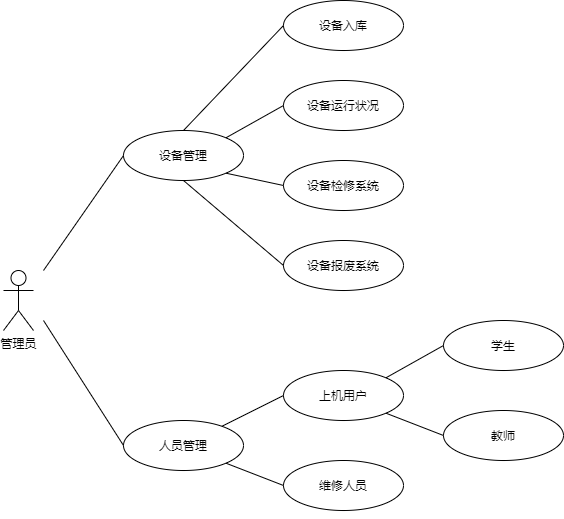 设备入库
设备运行状况
设备管理
设备检修系统
设备报废系统
管理员
学生
上机用户
教师
人员管理
维修人员